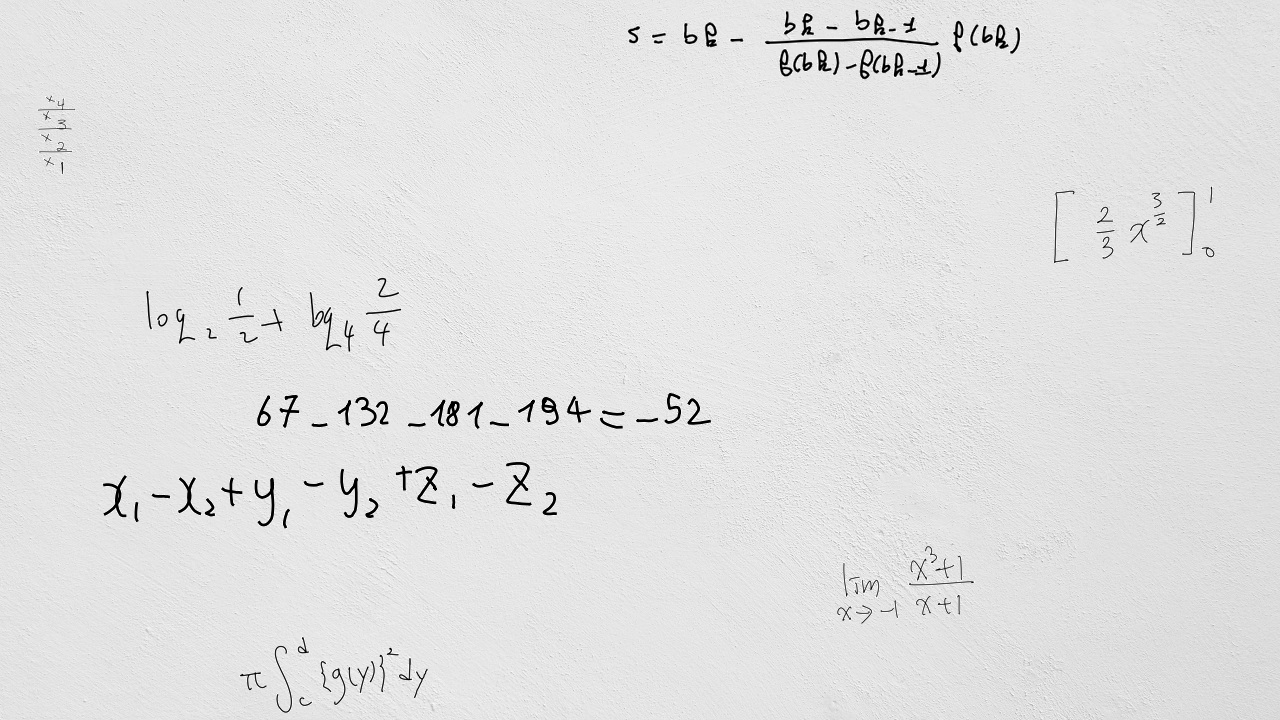 s = b_k - \frac{b_k - b_{k-1}}{f(b_k) - f(b_{k-1})} f(b_k)
\frac{\frac{x_4}{x_3}}{\frac{x_2}{x_1}}
\left[ \frac{2}{3} x^{\frac{3}{2}} \right]_0^1
\log_2 \frac{1}{2} + \log_4 \frac{2}{4}
67 - 132 - 181 - 194 = -52
x_1 - x_2 + y_1 - y_2 + z_1 - z_2
\lim_{x \to -1} \frac{x^3+1}{x+1}
\pi \int_c^d \{g(y)\}^2 dy